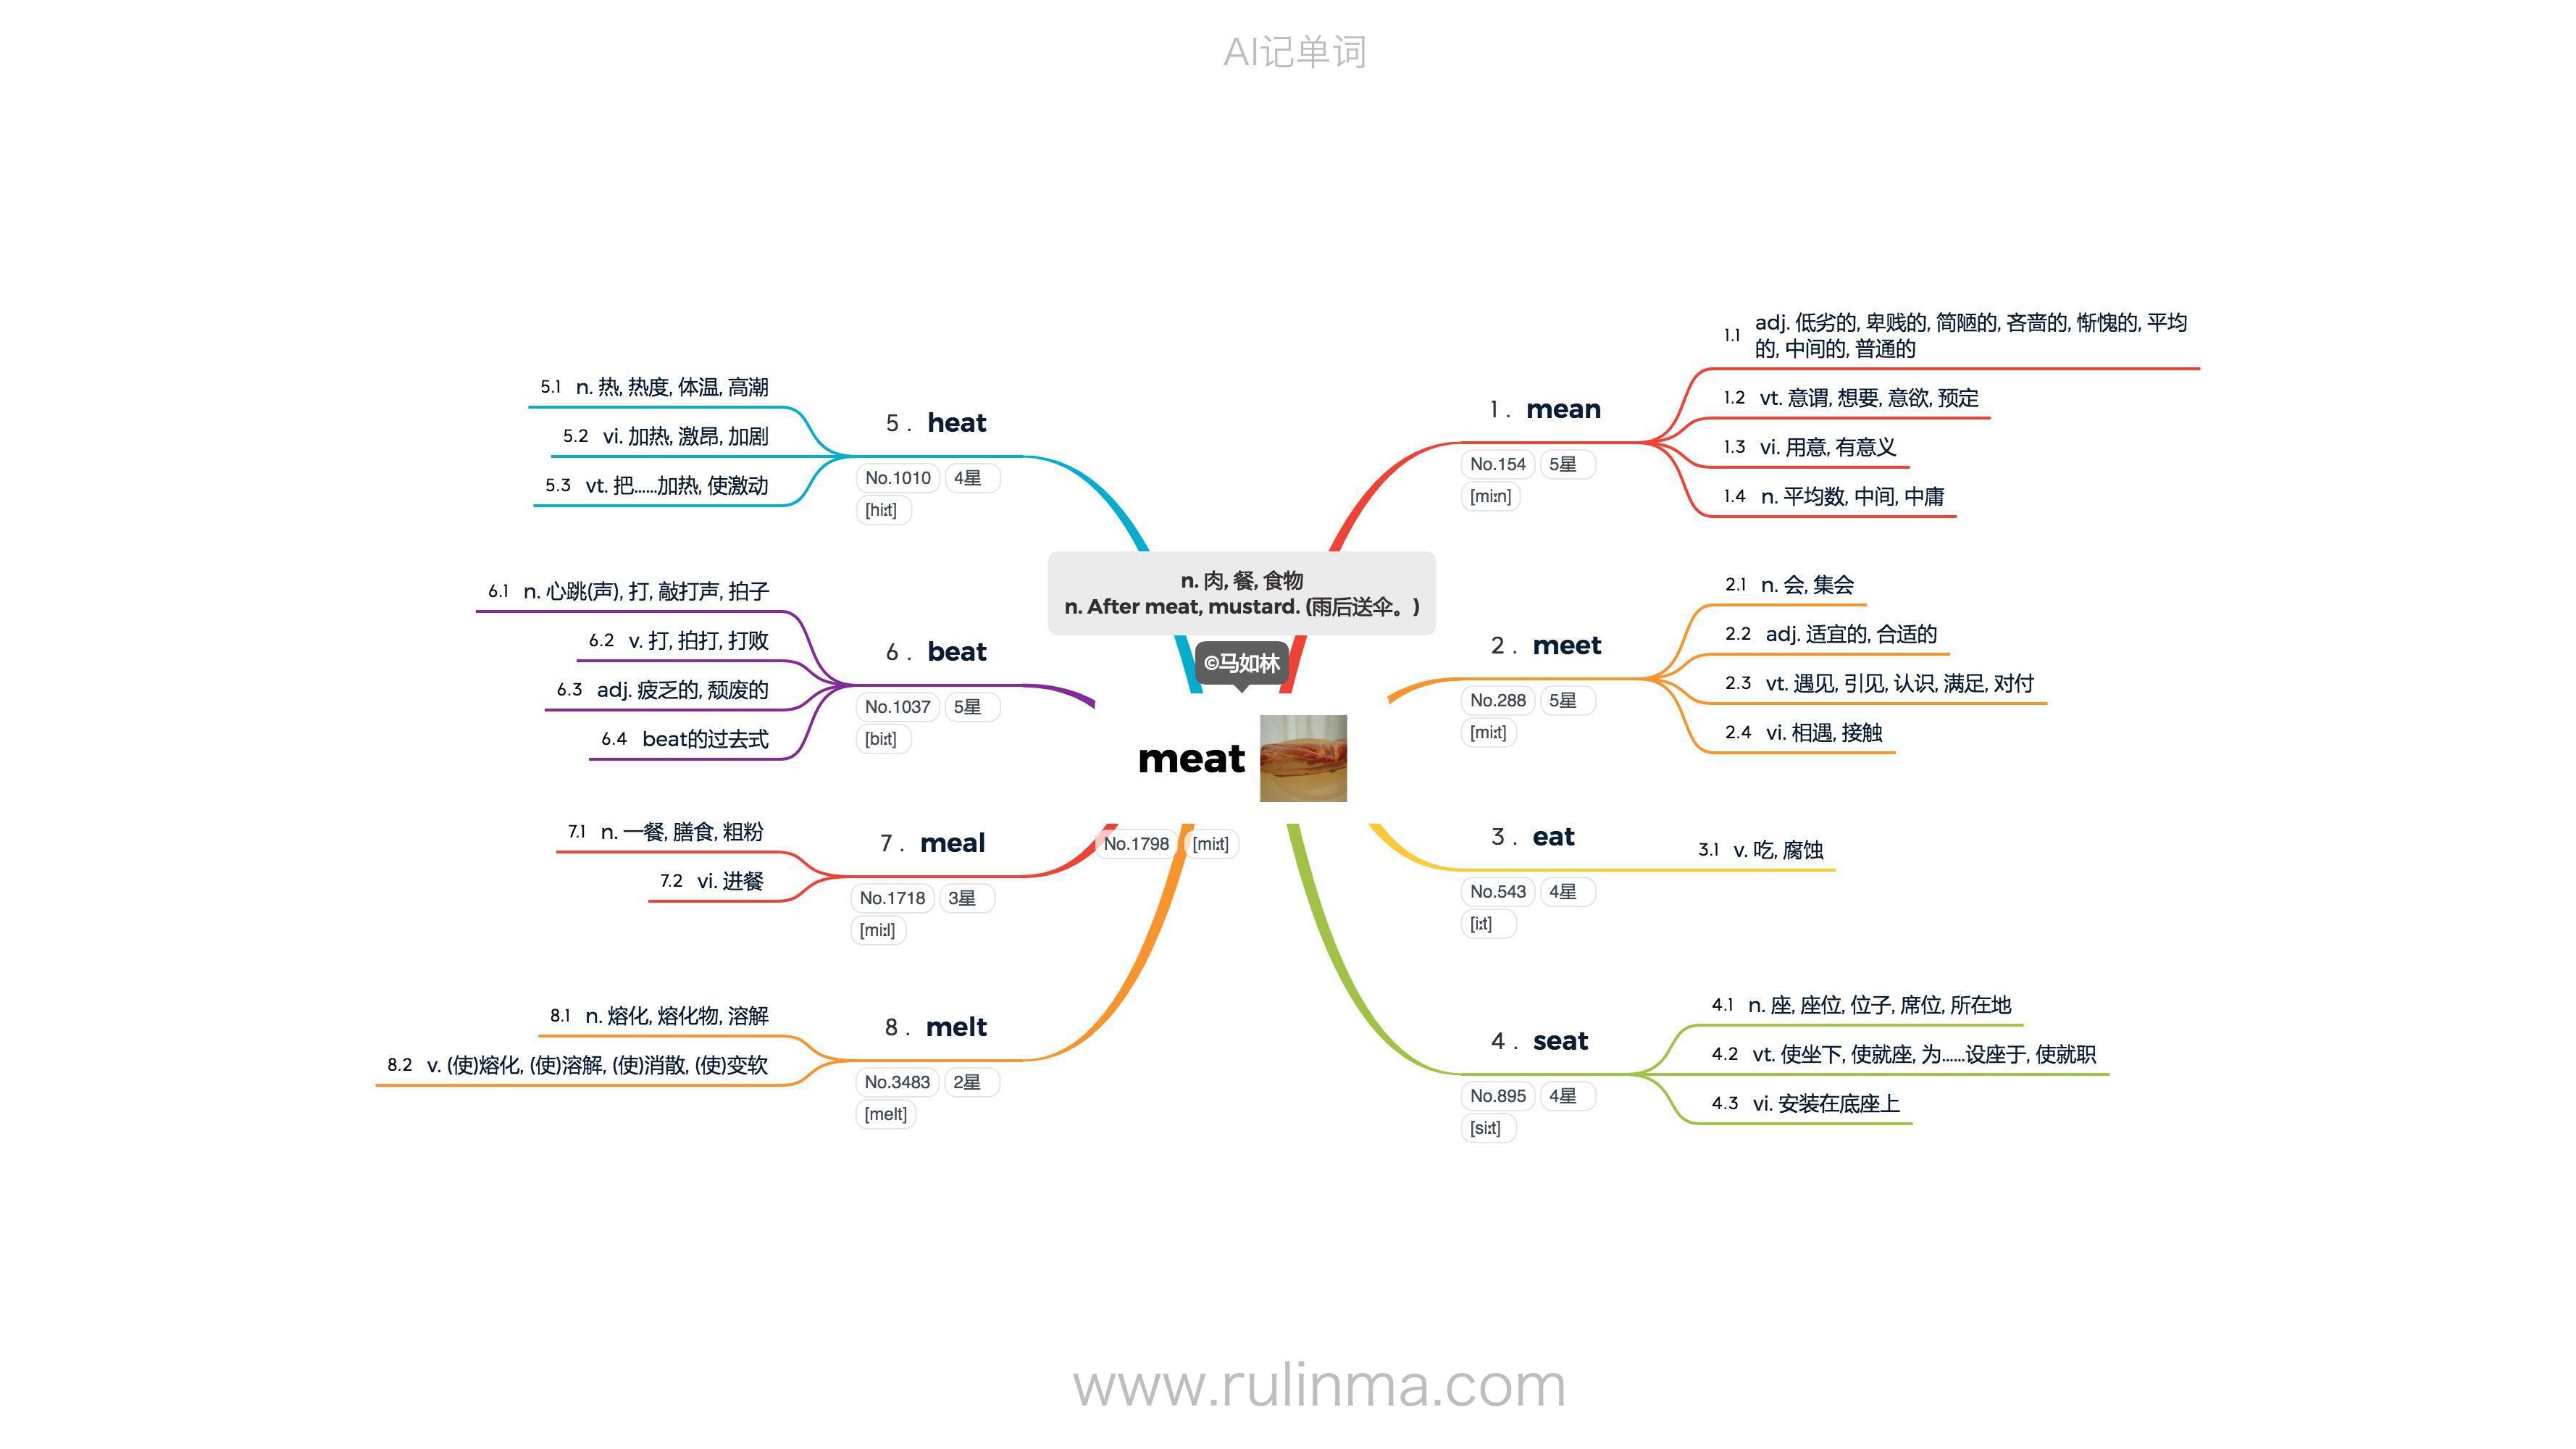 AI记单词
n. 肉, 餐, 食物
n. After meat, mustard. (雨后送伞。)
©马如林
meat
No.1798 [miːt]
1 . mean
No.154 5星
[miːn]
1.1 adj. 低劣的, 卑贱的, 简陋的, 吝啬的, 惭愧的, 平均
的, 中间的, 普通的
1.2 vt. 意谓, 想要, 意欲, 预定
1.3 vi. 用意, 有意义
1.4 n. 平均数, 中间, 中庸
2 . meet
No.288 5星
[miːt]
2.1 n. 会, 集会
2.2 adj. 适宜的, 合适的
2.3 vt. 遇见, 引见, 认识, 满足, 对付
2.4 vi. 相遇, 接触
3 . eat
No.543 4星
[iːt]
3.1 v. 吃, 腐蚀
4 . seat
No.895 4星
[siːt]
4.1 n. 座, 座位, 位子, 席位, 所在地
4.2 vt. 使坐下, 使就座, 为......设座于, 使就职
4.3 vi. 安装在底座上
5 . heat
No.1010 4星
[hiːt]
5.1 n. 热, 热度, 体温, 高潮
5.2 vi. 加热, 激昂, 加剧
5.3 vt. 把......加热, 使激动
6 . beat
No.1037 5星
[biːt]
6.1 n. 心跳(声), 打, 敲打声, 拍子
6.2 v. 打, 拍打, 打败
6.3 adj. 疲乏的, 颓废的
6.4 beat的过去式
7 . meal
No.1718 3星
[miːl]
7.1 n. 一餐, 膳食, 粗粉
7.2 vi. 进餐
8 . melt
No.3483 2星
[melt]
8.1 n. 熔化, 熔化物, 溶解
8.2 v. (使)熔化, (使)溶解, (使)消散, (使)变软
www.rulinma.com